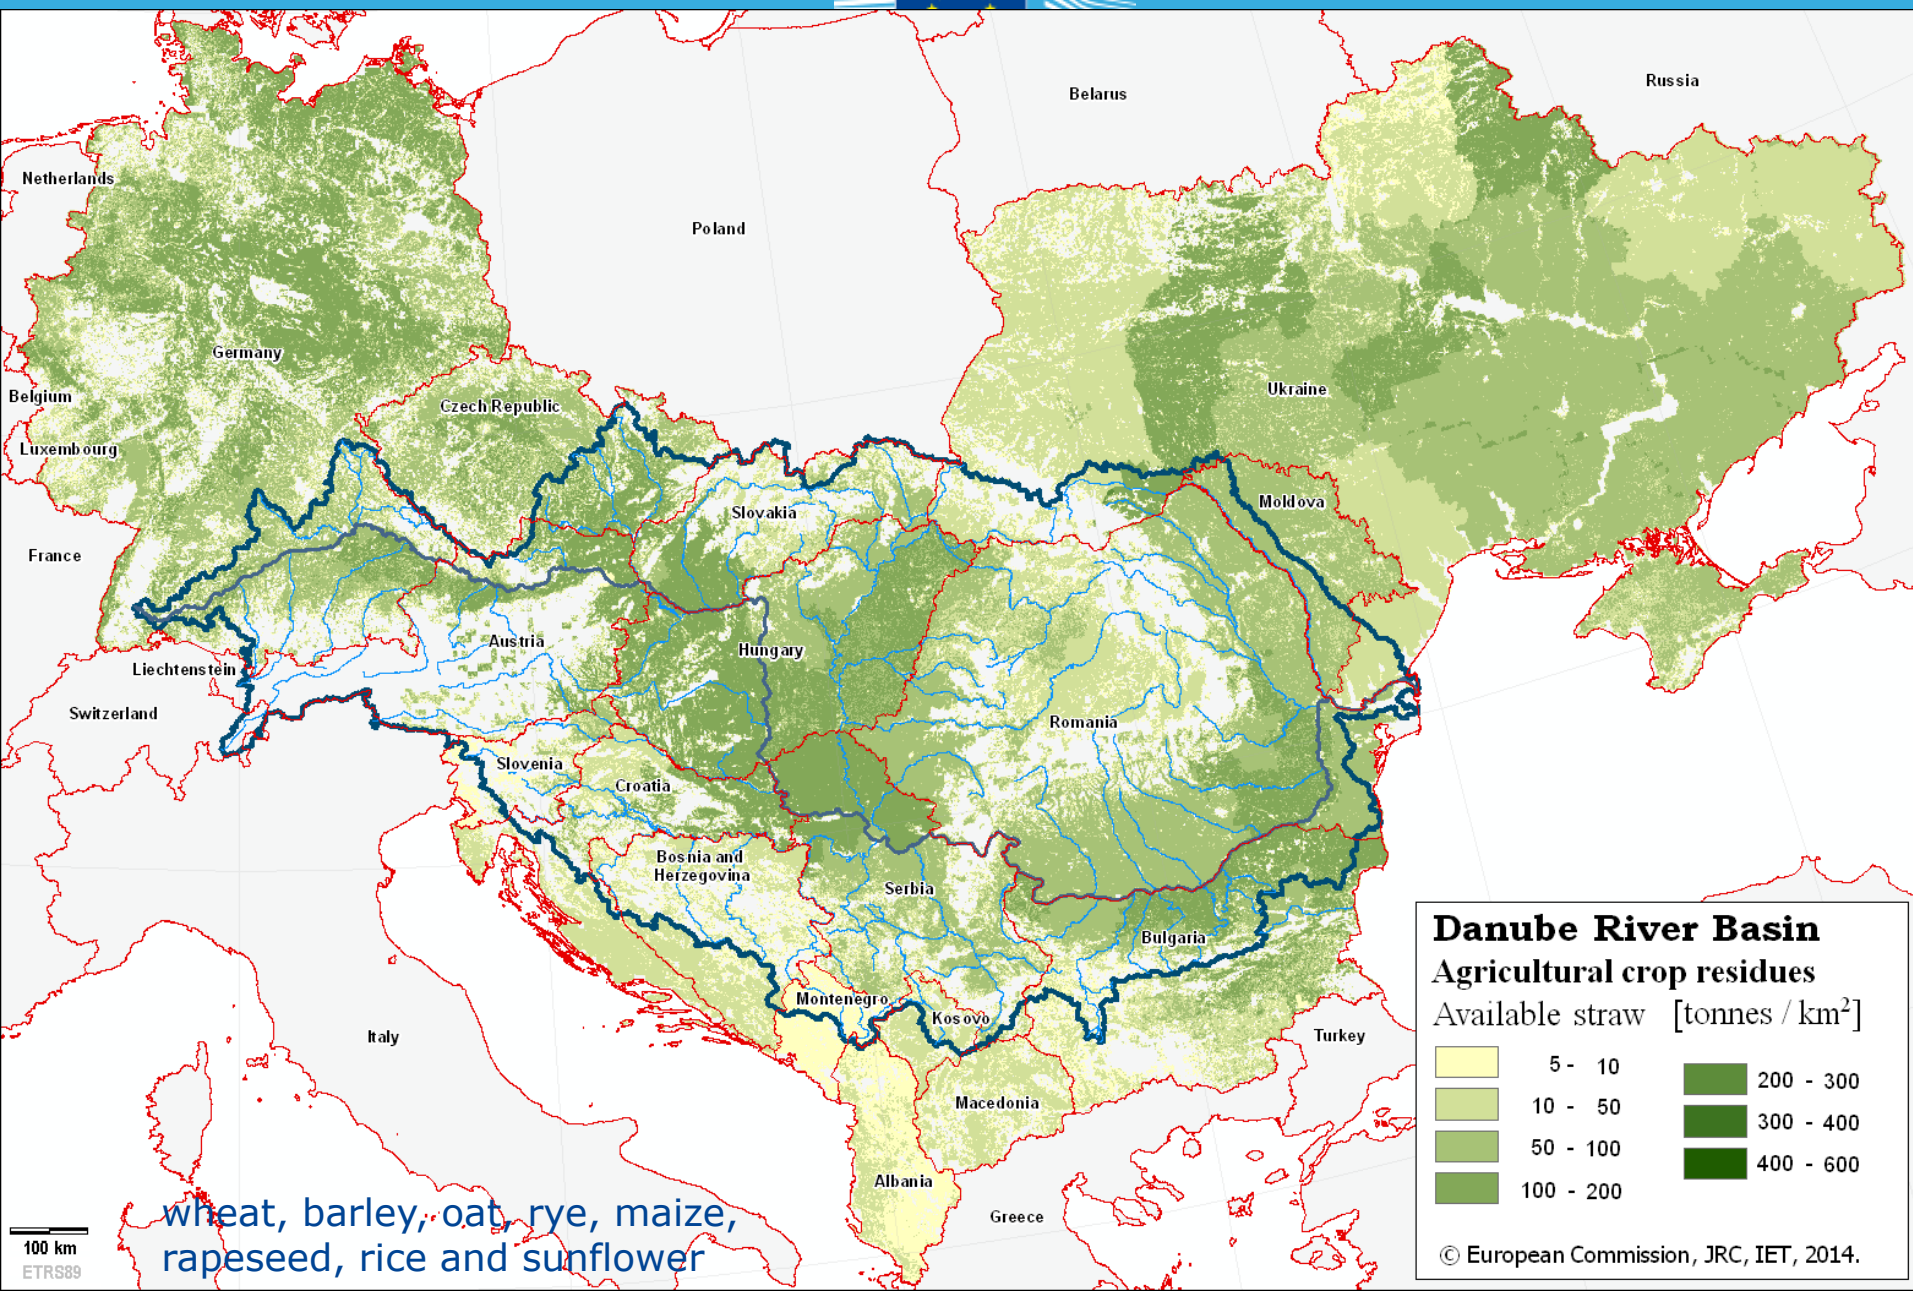 Russia
Belarus
Netherlands
Poland
Germany
Ukraine
Belgium
Czech Republic
Luxembourg
Moldova
Slovakia
France
Austria
Hungary
Liechtenstein
Switzerland
Romania
Slovenia
Croatia
Bosnia and
Herzegovina
Serbia
Bulgaria
Montenegro
Kosovo
Italy
Turkey
Macedonia
Albania
Greece
Danube River Basin
Agricultural crop residues
Available straw [tonnes / km²]
5 - 10
10 - 50
50 - 100
100 - 200
200 - 300
300 - 400
400 - 600
© European Commission, JRC, IET, 2014.
wheat, barley, oat, rye, maize,
rapeseed, rice and sunflower
100 km
ETRS89